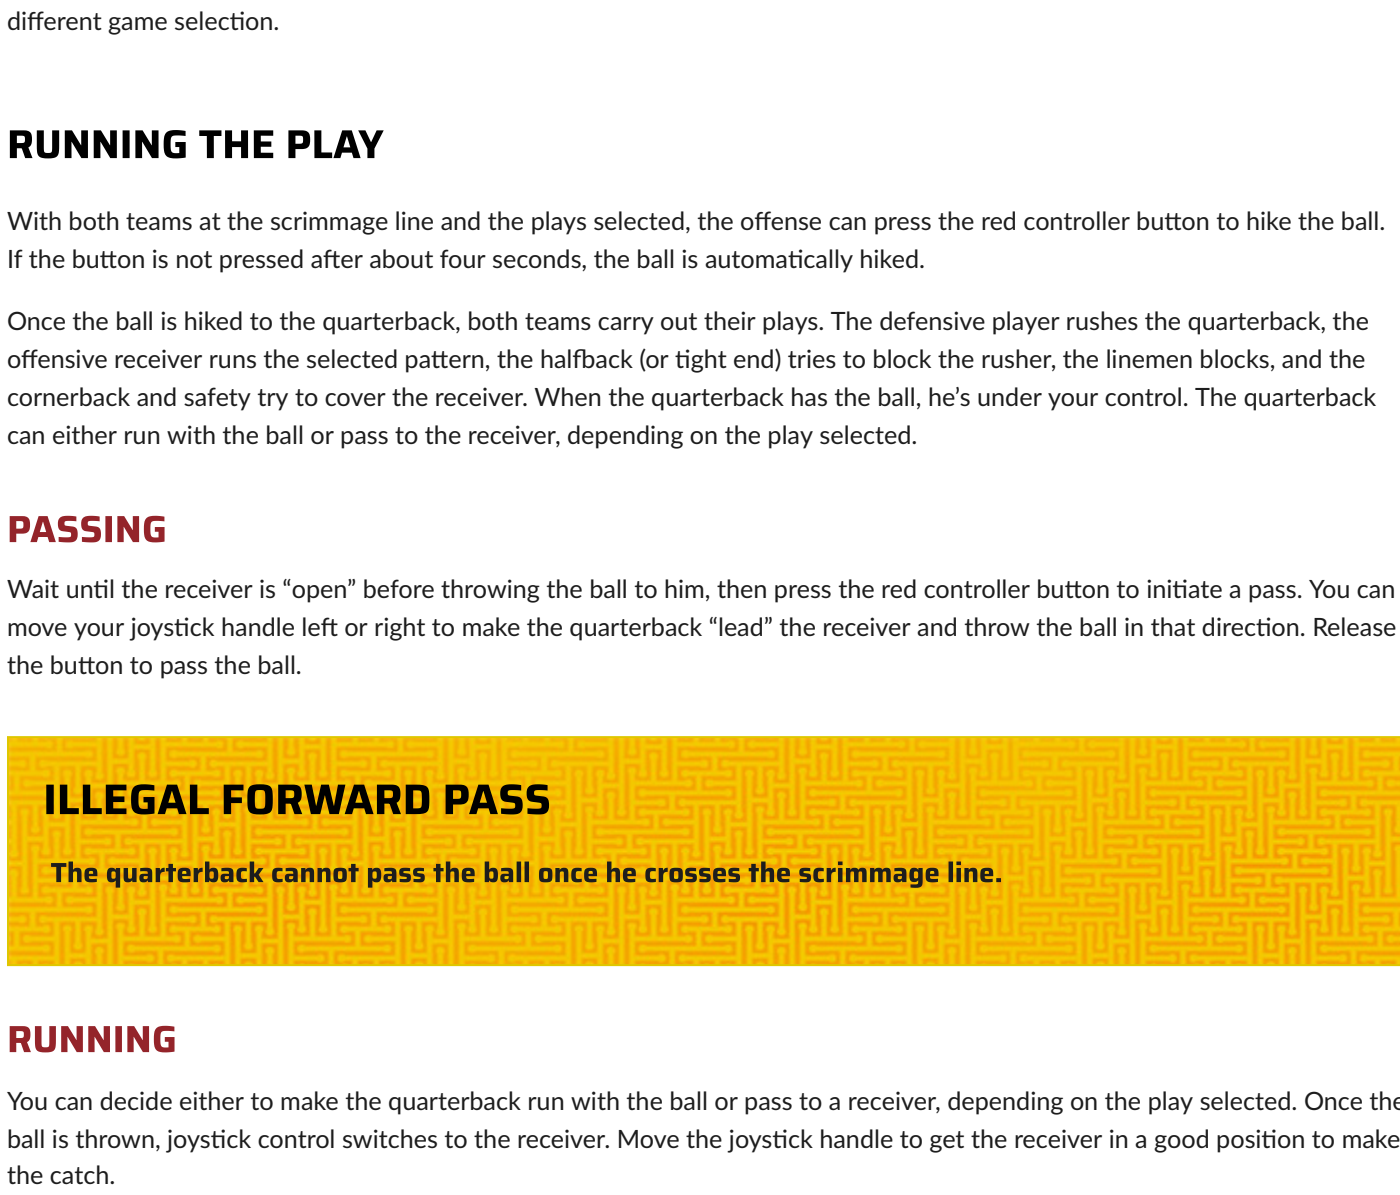 different game selection.
RUNNING THE PLAY
With both teams at the scrimmage line and the plays selected, the offense can press the red controller button to hike the ball.
If the button is not pressed after about four seconds, the ball is automatically hiked.
Once the ball is hiked to the quarterback, both teams carry out their plays. The defensive player rushes the quarterback, the
offensive receiver runs the selected pattern, the halfback (or tight end) tries to block the rusher, the linemen blocks, and the
cornerback and safety try to cover the receiver. When the quarterback has the ball, he’s under your control. The quarterback
can either run with the ball or pass to the receiver, depending on the play selected.
PASSING
Wait until the receiver is “open” before throwing the ball to him, then press the red controller button to initiate a pass. You can
move your joystick handle left or right to make the quarterback “lead” the receiver and throw the ball in that direction. Release
the button to pass the ball.
ILLEGAL FORWARD PASS
The quarterback cannot pass the ball once he crosses the scrimmage line.
RUNNING
You can decide either to make the quarterback run with the ball or pass to a receiver, depending on the play selected. Once the
ball is thrown, joystick control switches to the receiver. Move the joystick handle to get the receiver in a good position to make
the catch.